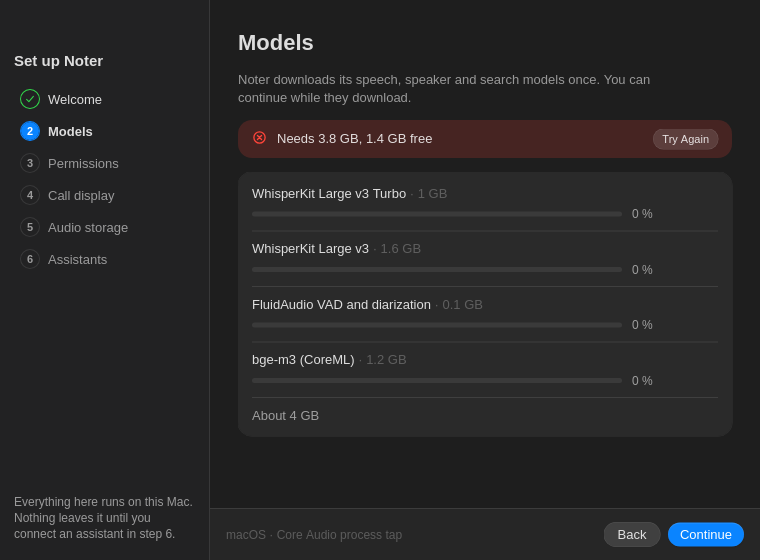 Set up Noter
Welcome
2 Models
3 Permissions
4 Call display
5 Audio storage
6 Assistants
Everything here runs on this Mac.
Nothing leaves it until you
connect an assistant in step 6.
Models
Noter downloads its speech, speaker and search models once. You can
continue while they download.
Needs 3.8 GB, 1.4 GB free
Try Again
WhisperKit Large v3 Turbo · 1 GB
0 %
WhisperKit Large v3 · 1.6 GB
0 %
FluidAudio VAD and diarization · 0.1 GB
0 %
bge-m3 (CoreML) · 1.2 GB
0 %
About 4 GB
macOS · Core Audio process tap
Back
Continue